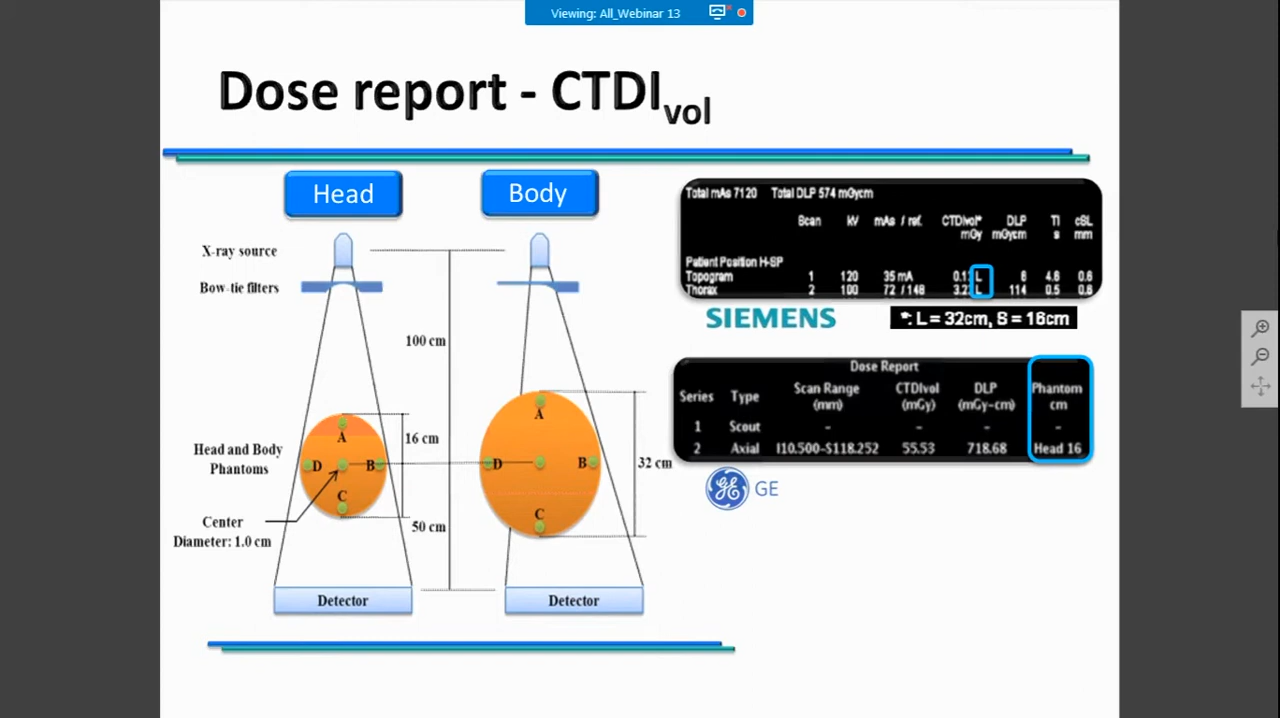 Viewing: All_Webinar 13
Dose report - CTDIvol
Head
Body
X-ray source
Bow-tie filters
100 cm
A
16 cm
Head and Body
Phantoms
D
B
C
Center
Diameter: 1.0 cm
50 cm
A
D
B
C
32 cm
Detector
Detector
Total mAs 7120 Total DLP 574 mGycm
Scan kV mAs / ref. CTDIvol* DLP TI cSL
mGy mGycm s mm
Patient Position H-SP
Topogram 1 120 35 mA L 8 4.8 0.6
Thorax 2 100 72 / 148 L 114 0.5 0.6
SIEMENS
*: L = 32cm, S = 16cm
Dose Report
Series Type Scan Range CTDIvol DLP Phantom
(mm) (mGy) (mGy-cm) cm
1 Scout - - - -
2 Axial I10.500-S118.252 55.53 718.68 Head 16
GE
GE